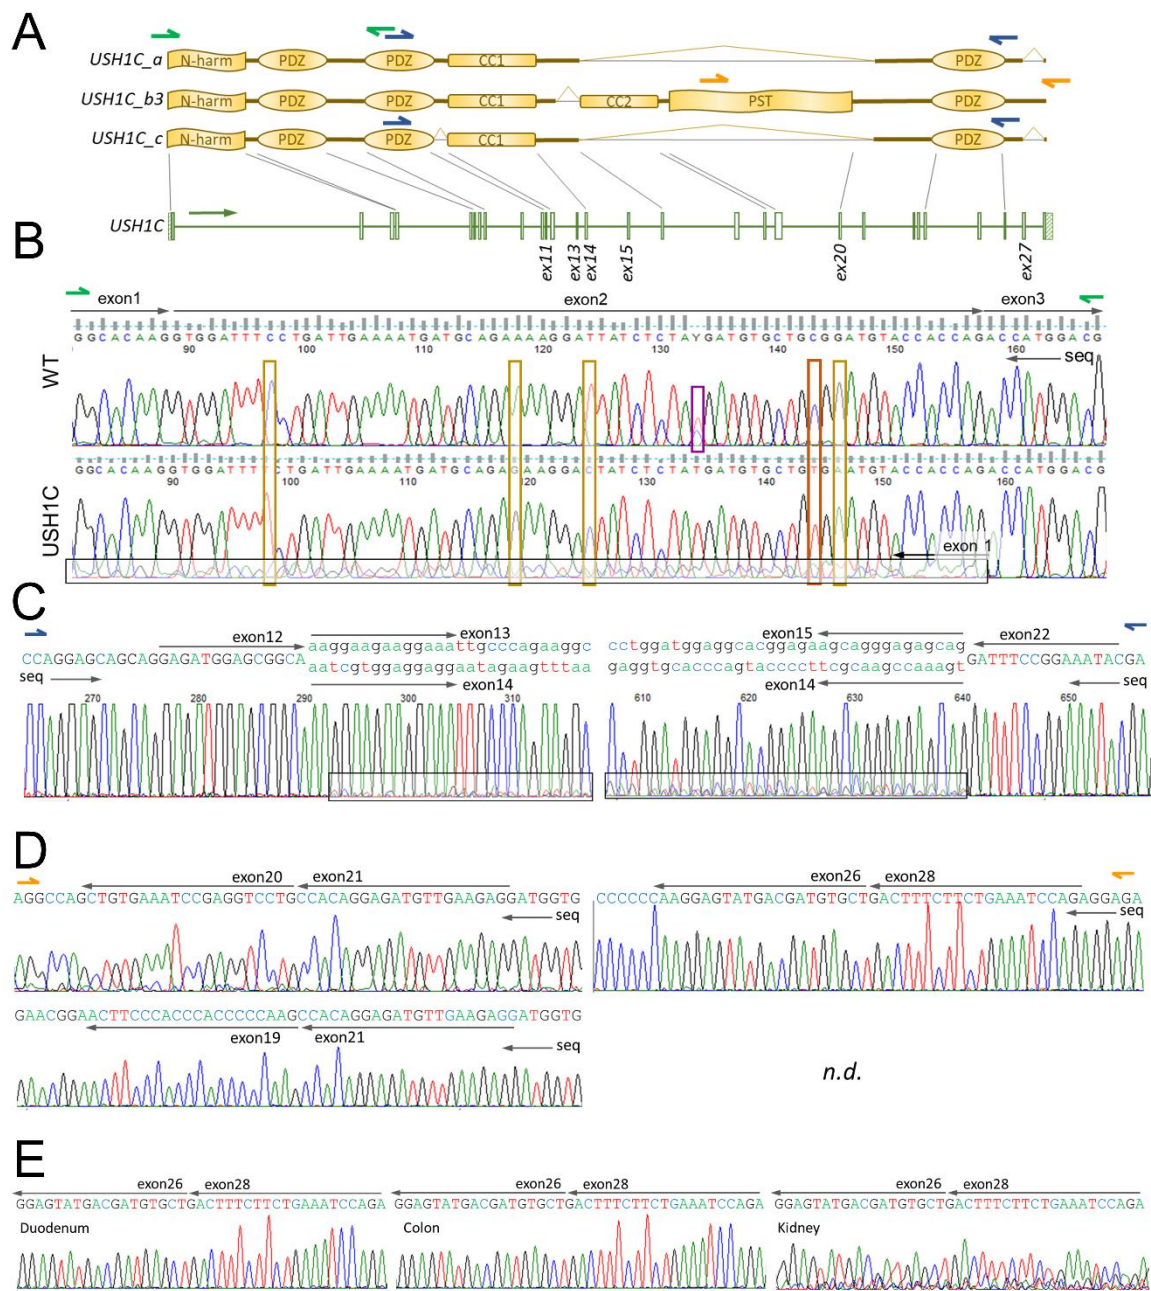 A
USH1C_a N-harm PDZ PDZ CC1 PDZ
USH1C_b3 N-harm PDZ PDZ CC1 CC2 PST PDZ
USH1C_c N-harm PDZ PDZ CC1 PDZ
USH1C
ex11 ex13 ex14 ex15 ex20 ex27
B
exon1 exon2 exon3
GGCACAAGGTGGATTTCCTGATTGAAAATGATGCAGAAAAGGATTATCTCTAYGATGTGCTGCGGATGTACCACCAGACCATGGACG
90 100 110 120 130 140 150 160
seq
WT
GGCACAAGGTGGATTTTCTGATTGAAAATGATGCAGAGAAGGACTATCTCTATGATGTGCTGTGAATGTACCACCAGACCATGGACG
90 100 110 120 130 140 150 160
USH1C
exon 1
C
exon12 aaggaagaaggaaattgcccagaaggc exon13 cctggatggaggcacggagaagcagggagagcag exon15 exon22
CCAGGAGCAGCAGGAGATGGAGCGGCA aatcgtggaggaggaatagaagtttaac gaggtgcacccagtaccccttcgcaagccaaagt GATTTCCGGAAATACGA
seq exon14 exon14 seq
270 280 290 300 310 610 620 630 640 650
D
exon20 exon21 exon26 exon28
AGGCCAGCTGTGAAATCCGAGGTCCTGCCACAGGAGATGTTGAAGAGGATGGTG CCCCCCCAAGGAGTATGACGATGTGCTGACTTTCTTCTGAAATCCAGAGGAGA
seq seq
GAACGGAACTTCCCACCCACCCCCAAGCCACAGGAGATGTTGAAGAGGATGGTG
exon19 exon21 seq
n.d.
E
exon26 exon28 exon26 exon28 exon26 exon28
GGAGTATGACGATGTGCTGACTTTCTTCTGAAATCCAGA GGAGTATGACGATGTGCTGACTTTCTTCTGAAATCCAGA GGAGTATGACGATGTGCTGACTTTCTTCTGAAATCCAGA
Duodenum Colon Kidney